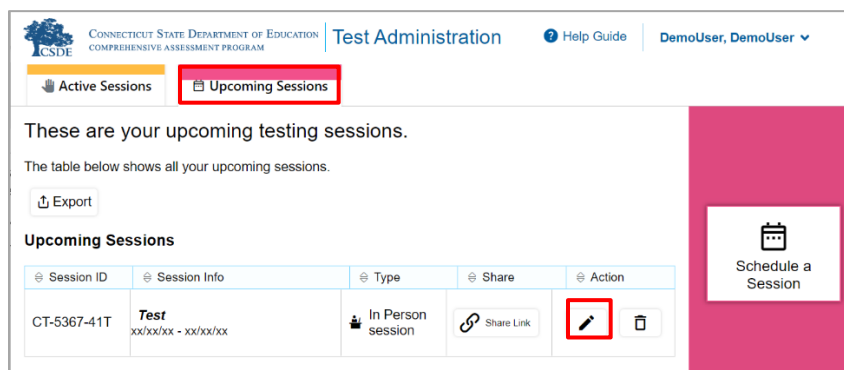 CSDE
CONNECTICUT STATE DEPARTMENT OF EDUCATION
COMPREHENSIVE ASSESSMENT PROGRAM
Test Administration
Help Guide
DemoUser, DemoUser
Active Sessions
Upcoming Sessions
These are your upcoming testing sessions.
The table below shows all your upcoming sessions.
Export
Upcoming Sessions
Session ID Session Info Type Share Action
CT-5367-41T
Test
xx/xx/xx - xx/xx/xx
In Person
session
Share Link
Schedule a
Session